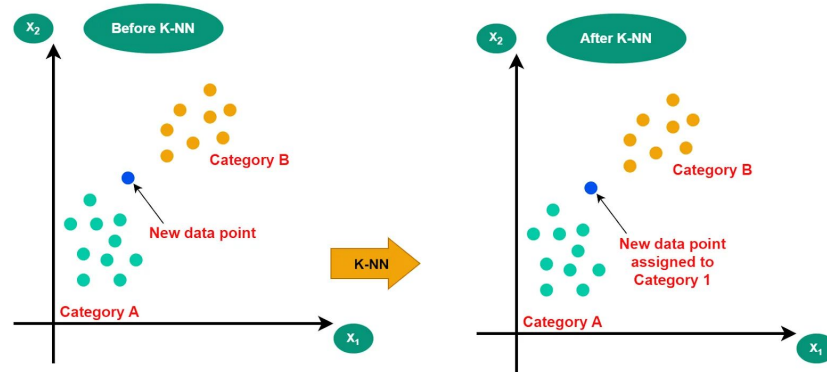 X2
Before K-NN
Category B
New data point
Category A
X1
K-NN
X2
After K-NN
Category B
New data point
assigned to
Category 1
Category A
X1